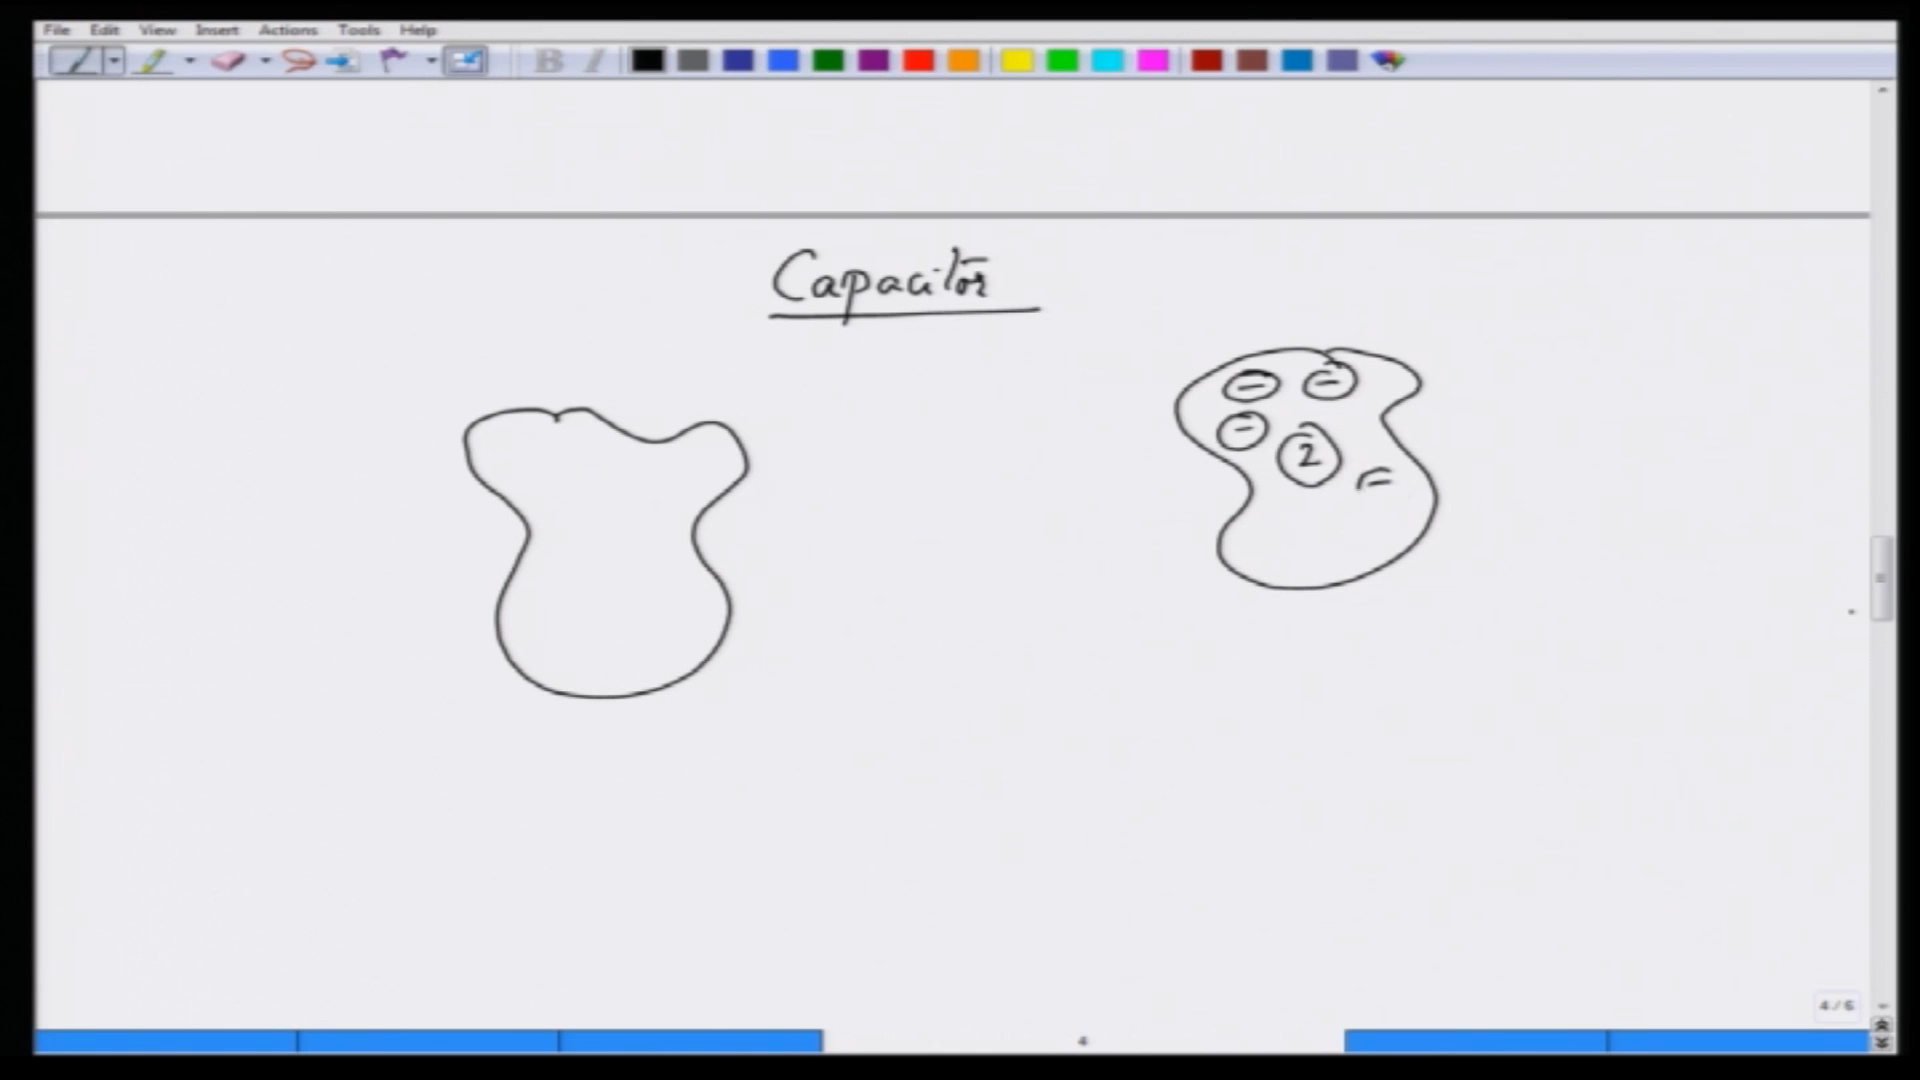 File Edit View Insert Actions Tools Help
B I
Capacitor
− −
−
2
−
4/6
4